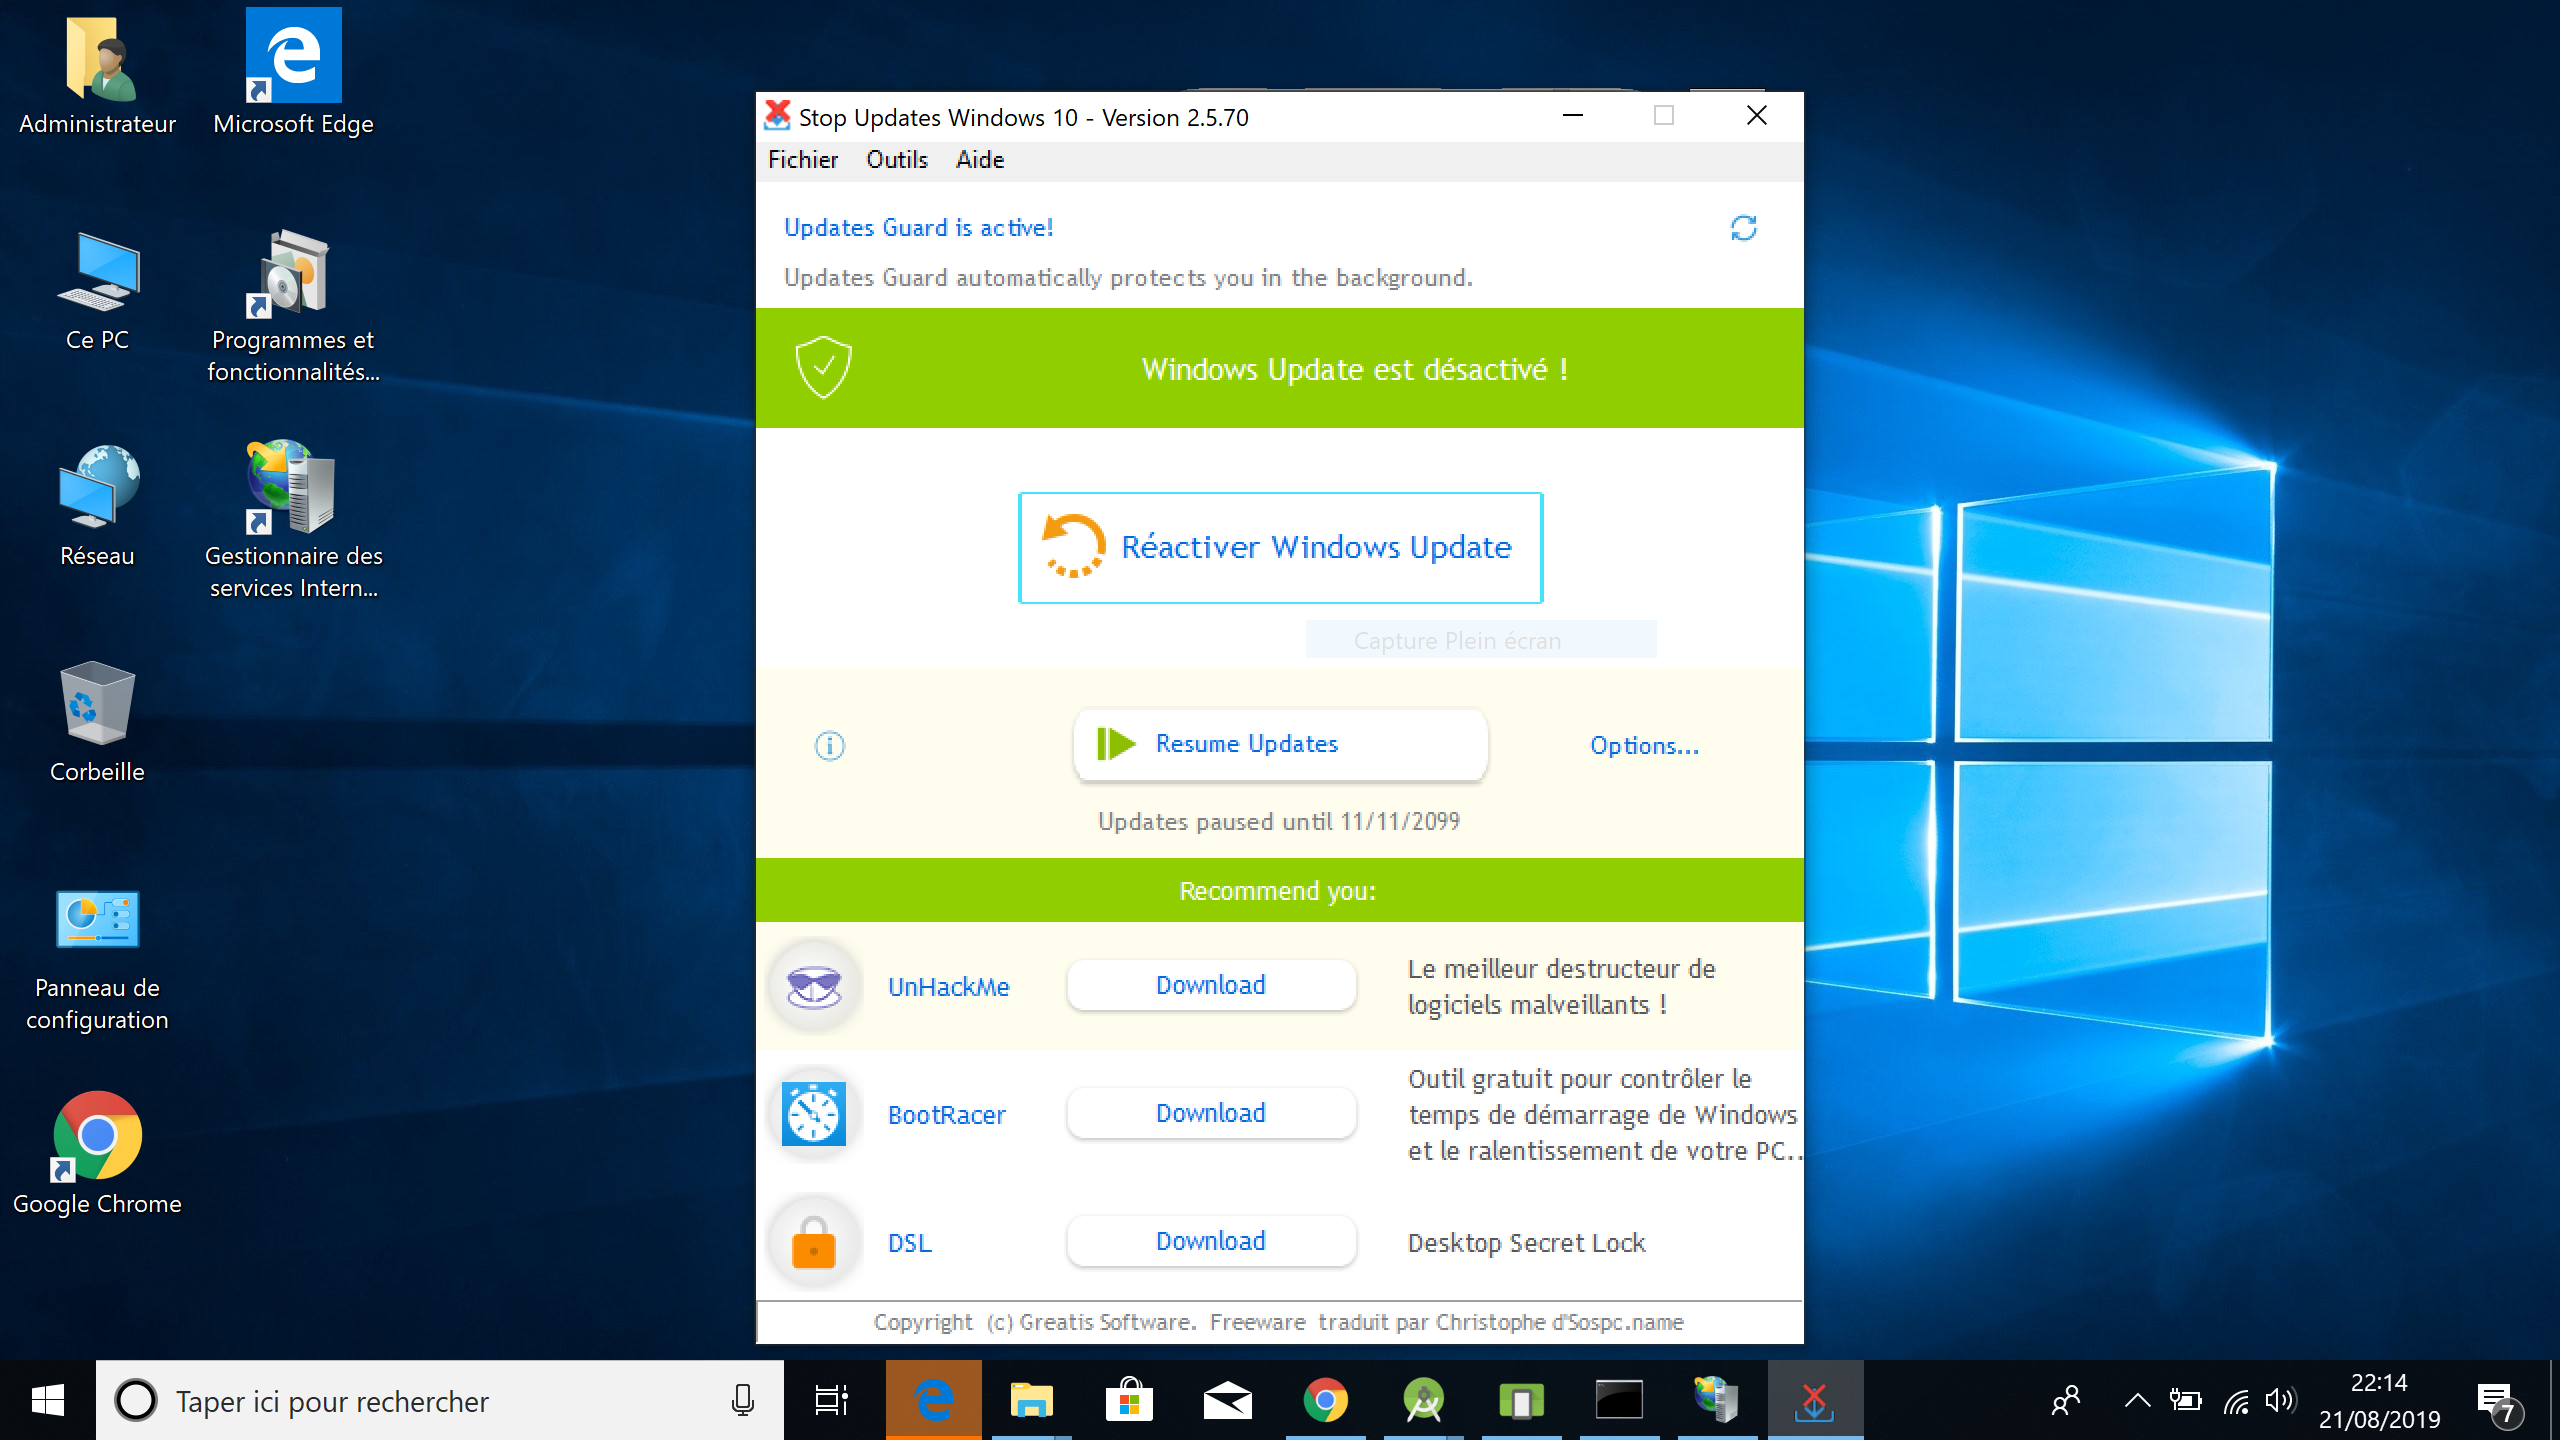 Administrateur
Microsoft Edge
Ce PC
Programmes et
fonctionnalités...
Réseau
Gestionnaire des
services Intern...
Corbeille
Panneau de
configuration
Google Chrome
Stop Updates Windows 10 - Version 2.5.70
Fichier Outils Aide
Updates Guard is active!
Updates Guard automatically protects you in the background.
Windows Update est désactivé !
Réactiver Windows Update
Capture Plein écran
Resume Updates
Options...
Updates paused until 11/11/2099
Recommend you:
UnHackMe
Download
Le meilleur destructeur de
logiciels malveillants !
BootRacer
Download
Outil gratuit pour contrôler le
temps de démarrage de Windows
et le ralentissement de votre PC..
DSL
Download
Desktop Secret Lock
Copyright (c) Greatis Software. Freeware traduit par Christophe d'Sospc.name
Taper ici pour rechercher
22:14
21/08/2019
7